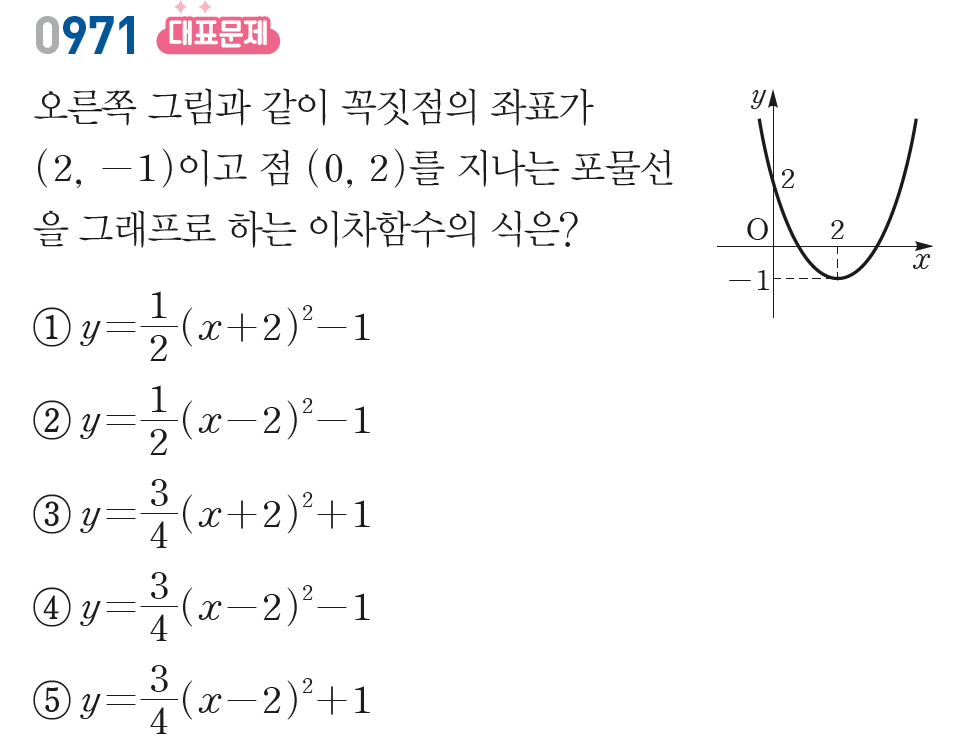 0971 대표문제
오른쪽 그림과 같이 꼭짓점의 좌표가
(2, -1)이고 점 (0, 2)를 지나는 포물선
을 그래프로 하는 이차함수의 식은?
y
2
O
2
x
-1
① y=1/2(x+2)²-1
② y=1/2(x-2)²-1
③ y=3/4(x+2)²+1
④ y=3/4(x-2)²-1
⑤ y=3/4(x-2)²+1